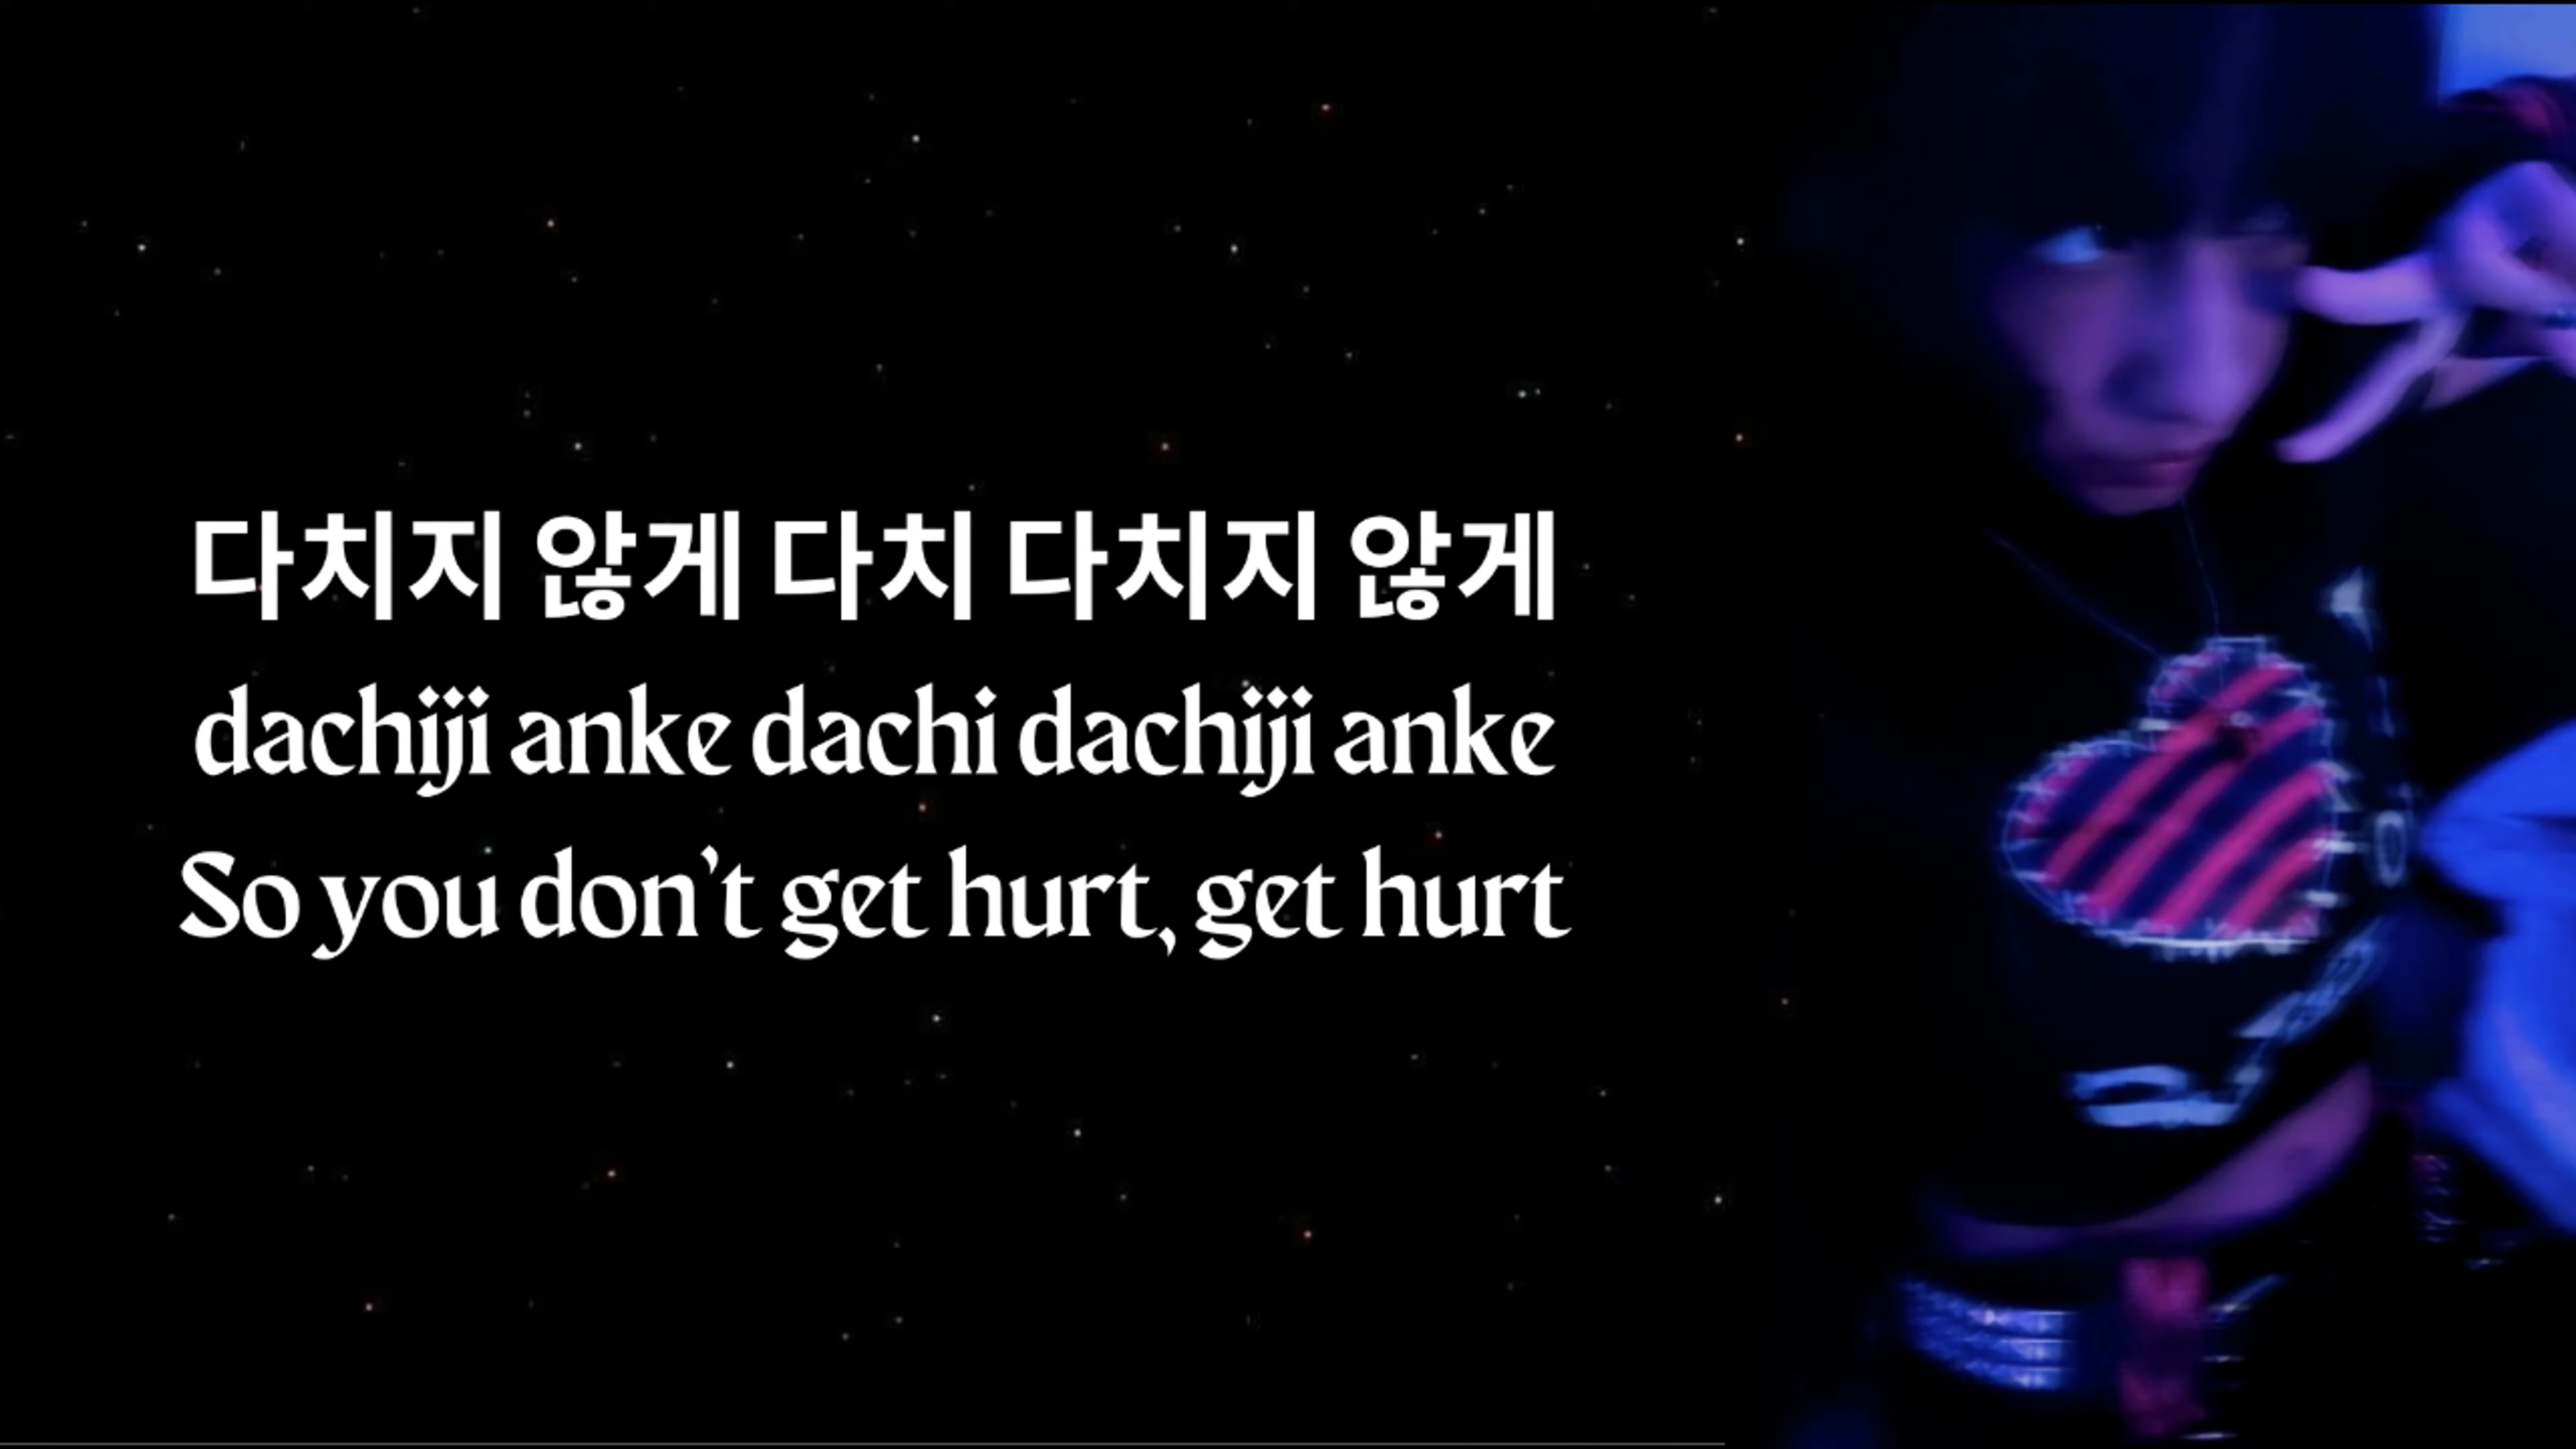 다치지 않게 다치 다치지 않게
dachiji anke dachi dachiji anke
So you don’t get hurt, get hurt